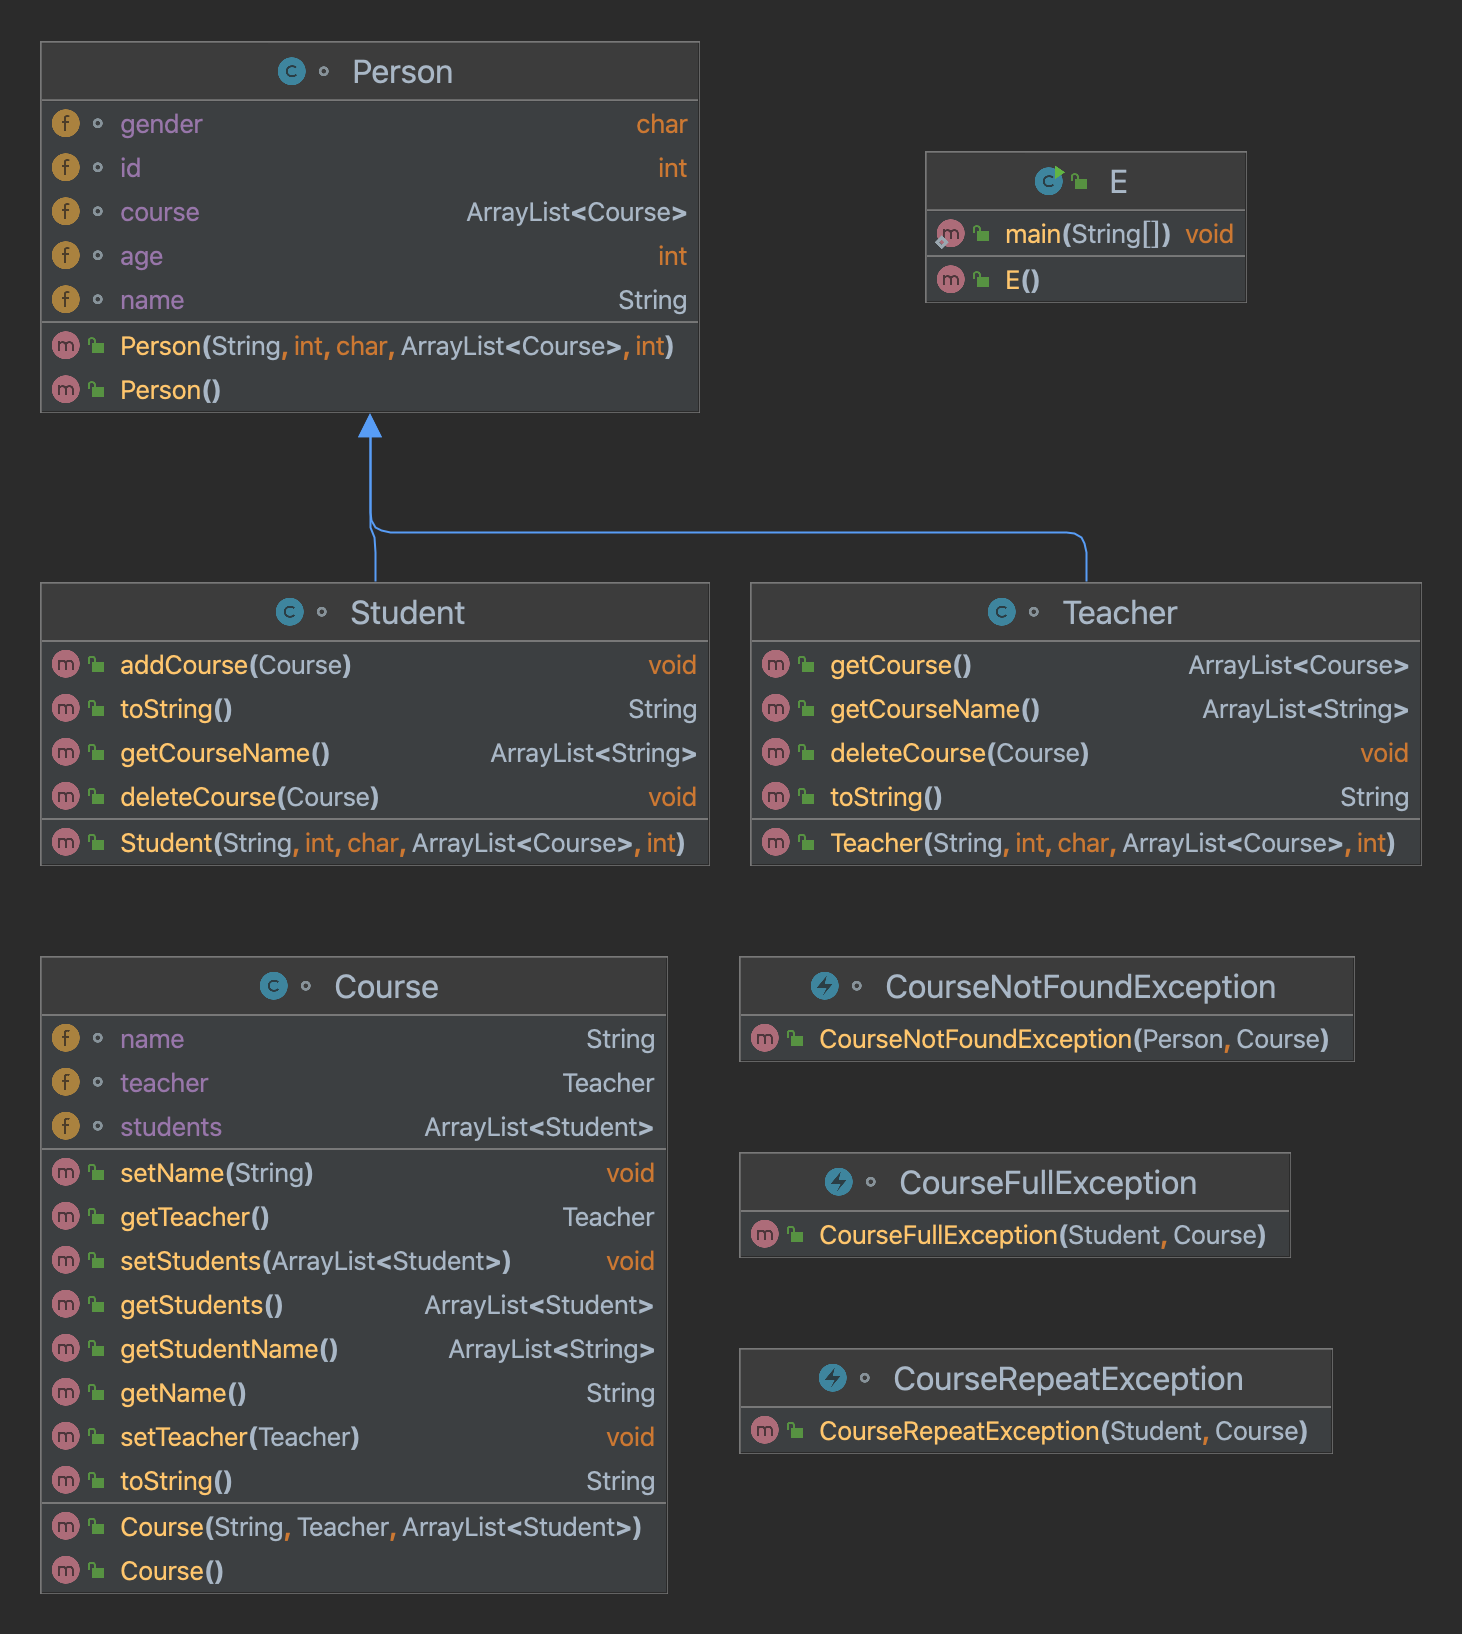 Person
gender char
id int
course ArrayList<Course>
age int
name String
Person(String, int, char, ArrayList<Course>, int)
Person()
E
main(String[]) void
E()
Student
addCourse(Course) void
toString() String
getCourseName() ArrayList<String>
deleteCourse(Course) void
Student(String, int, char, ArrayList<Course>, int)
Teacher
getCourse() ArrayList<Course>
getCourseName() ArrayList<String>
deleteCourse(Course) void
toString() String
Teacher(String, int, char, ArrayList<Course>, int)
Course
name String
teacher Teacher
students ArrayList<Student>
setName(String) void
getTeacher() Teacher
setStudents(ArrayList<Student>) void
getStudents() ArrayList<Student>
getStudentName() ArrayList<String>
getName() String
setTeacher(Teacher) void
toString() String
Course(String, Teacher, ArrayList<Student>)
Course()
CourseNotFoundException
CourseNotFoundException(Person, Course)
CourseFullException
CourseFullException(Student, Course)
CourseRepeatException
CourseRepeatException(Student, Course)